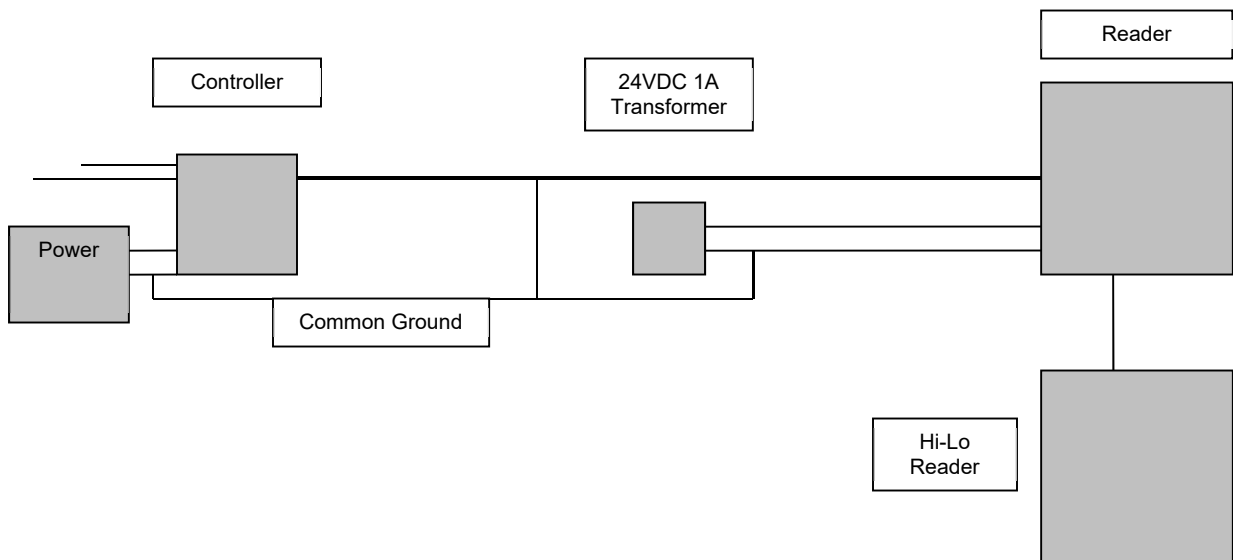 Reader
Controller
24VDC 1A
Transformer
Power
Common Ground
Hi-Lo
Reader